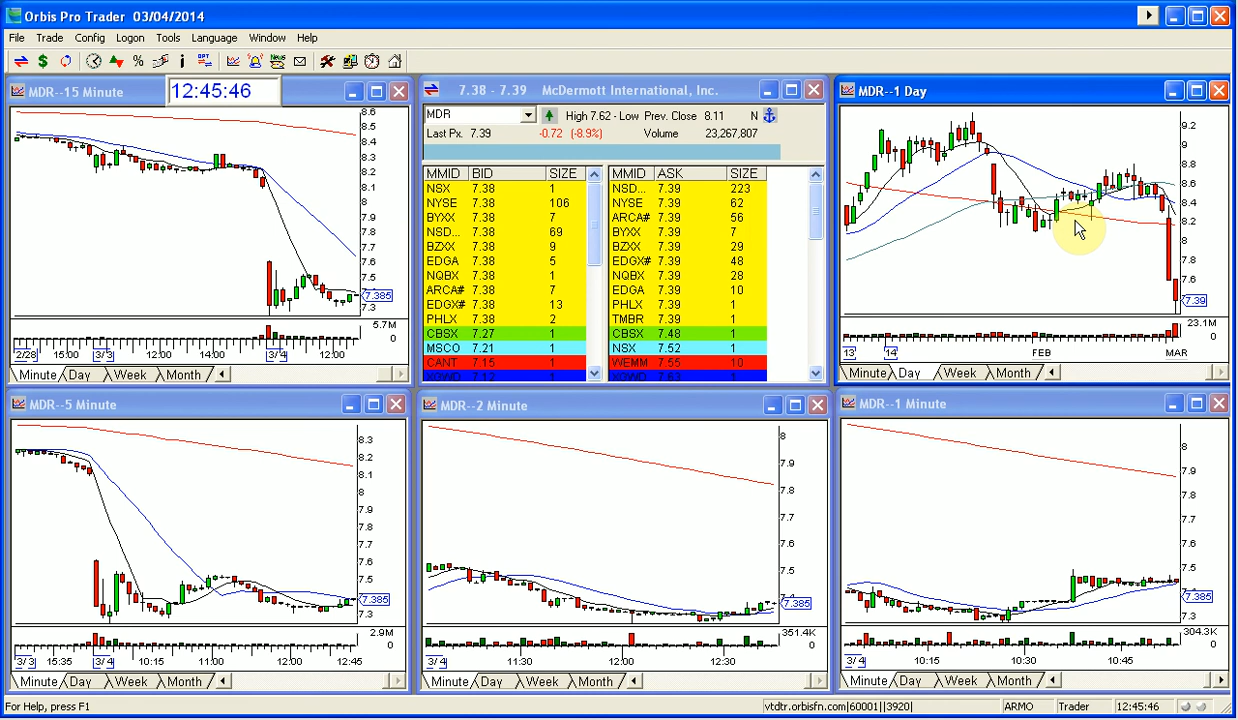 Orbis Pro Trader 03/04/2014
File Trade Config Logon Tools Language Window Help
MDR--15 Minute
12:45:46
8.6
8.5
8.4
8.3
8.2
8.1
8
7.9
7.8
7.7
7.6
7.5
7.4
7.385
7.3
5.7M
0
2/28 15:00 3/3 12:00 14:00 3/4 12:00
Minute Day Week Month
7.38 - 7.39 McDermott International, Inc.
MDR High 7.62 - Low Prev. Close 8.11 N
Last Px. 7.39 -0.72 (-8.9%) Volume 23,267,807
MMID BID SIZE MMID ASK SIZE
NSX 7.38 1 NSD... 7.39 223
NYSE 7.38 106 NYSE 7.39 62
BYXX 7.38 7 ARCA# 7.39 56
NSD... 7.38 69 BYXX 7.39 7
BZXX 7.38 9 BZXX 7.39 29
EDGA 7.38 5 EDGX# 7.39 48
NQBX 7.38 1 NQBX 7.39 28
ARCA# 7.38 7 EDGA 7.39 10
EDGX# 7.38 13 PHLX 7.39 1
PHLX 7.38 2 TMBR 7.39 1
CBSX 7.27 1 CBSX 7.48 1
MSCO 7.21 1 NSX 7.52 1
CANT 7.15 1 WEMM 7.55 10
MDR--1 Day
9.2
9
8.8
8.6
8.4
8.2
8
7.8
7.6
7.39
23.1M
0
13 14 FEB MAR
Minute Day Week Month
MDR--5 Minute
8.3
8.2
8.1
8
7.9
7.8
7.7
7.6
7.5
7.385
7.3
2.9M
0
3/3 15:35 3/4 10:15 11:00 12:00 12:45
Minute Day Week Month
MDR--2 Minute
8
7.9
7.8
7.7
7.6
7.5
7.385
351.4K
0
3/4 11:30 12:00 12:30
Minute Day Week Month
MDR--1 Minute
8
7.9
7.8
7.7
7.6
7.5
7.385
7.3
304.3K
0
3/4 10:15 10:30 10:45
Minute Day Week Month
For Help, press F1 vtdtr.orbisfn.com|60001||3920| ARMO Trader 12:45:46